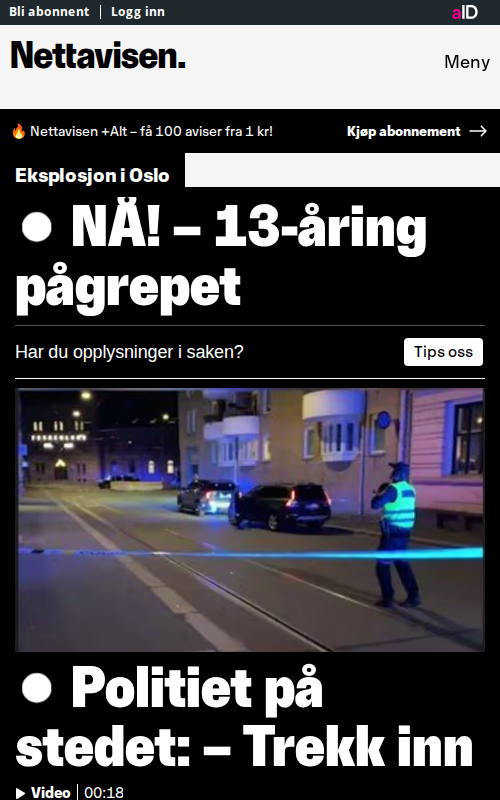 Bli abonnent | Logg inn
aID
Nettavisen.
Meny
🔥 Nettavisen +Alt – få 100 aviser fra 1 kr!
Kjøp abonnement →
Eksplosjon i Oslo
NÅ! – 13-åring
pågrepet
Har du opplysninger i saken?
Tips oss
Politiet på
stedet: – Trekk inn
Video | 00:18